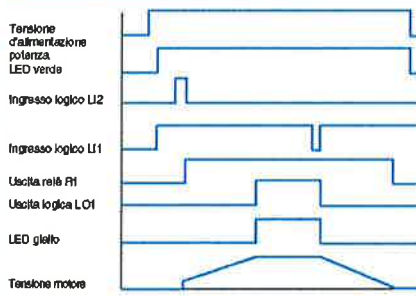 Tensione
d'alimentazione
potenza
LED verde
Ingresso logico LI2
Ingresso logico LI1
Uscita relè R1
Uscita logica LO1
LED giallo
Tensione motore